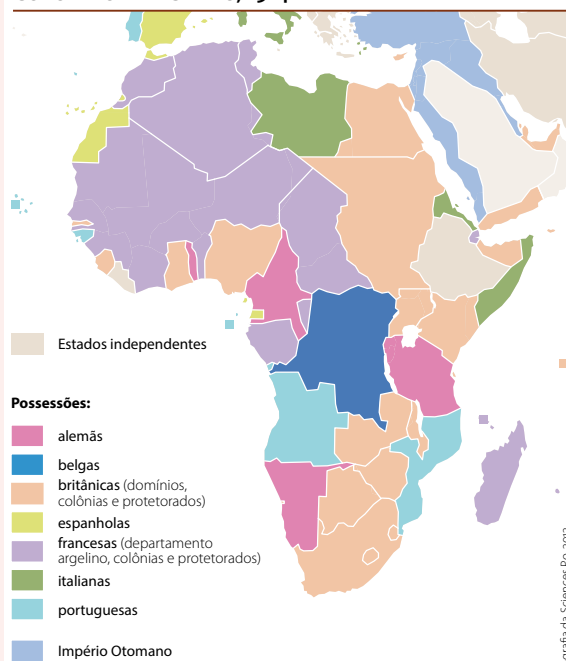 Estados independentes
Possessões:
alemãs
belgas
britânicas (domínios,
colônias e protetorados)
espanholas
francesas (departamento
argelino, colônias e protetorados)
italianas
portuguesas
Império Otomano